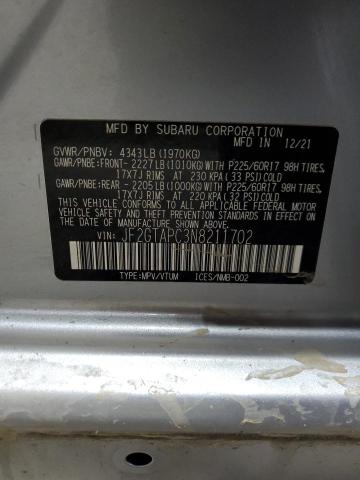 MFD BY SUBARU CORPORATION 12/21
GVWR/PNBV: 4343LB(1970KG)
GAWR/PNBE:FRONT- 2227LB(1010KG)WITH P225/60R17 98H TIRES,
17X7J RIMS AT 230 KPA (33 PSI)COLD
GAWR/PNBE:REAR - 2205LB(1000KG)WITH P225/60R17 98H TIRES,
17X7J RIMS AT 220 KPA (32 PSI)COLD
THIS VEHICLE CONFORMS TO ALL APPLICABLE FEDERAL MOTOR
VEHICLE SAFETY, BUMPER, AND THEFT PREVENTION STANDARDS
IN EFFECT ON THE DATE OF MANUFACTURE SHOWN ABOVE.
VIN: JF2GTAPC3N8211702
TYPE:MPV/VTUM ICES/NMB-002